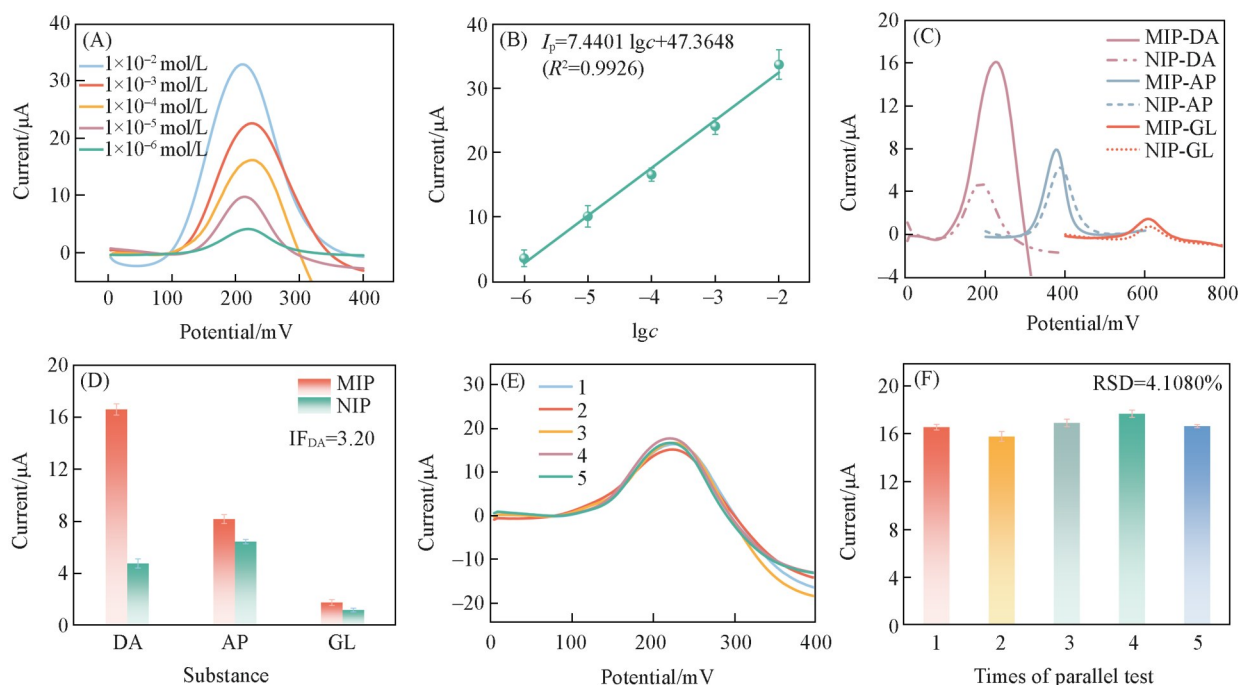 (A)
40
30
20
10
0
Current/μA
1×10⁻² mol/L
1×10⁻³ mol/L
1×10⁻⁴ mol/L
1×10⁻⁵ mol/L
1×10⁻⁶ mol/L
0 100 200 300 400
Potential/mV
(B)
Iₚ=7.4401 lgc+47.3648
(R²=0.9926)
40
30
20
10
0
Current/μA
−6 −5 −4 −3 −2
lgc
(C)
20
16
12
8
4
0
−4
Current/μA
MIP-DA
NIP-DA
MIP-AP
NIP-AP
MIP-GL
NIP-GL
0 200 400 600 800
Potential/mV
(D)
20
16
12
8
4
0
Current/μA
MIP
NIP
IF_DA=3.20
DA AP GL
Substance
(E)
30
20
10
0
−10
−20
Current/μA
1
2
3
4
5
0 100 200 300 400
Potential/mV
(F)
RSD=4.1080%
20
16
12
8
4
0
Current/μA
1 2 3 4 5
Times of parallel test